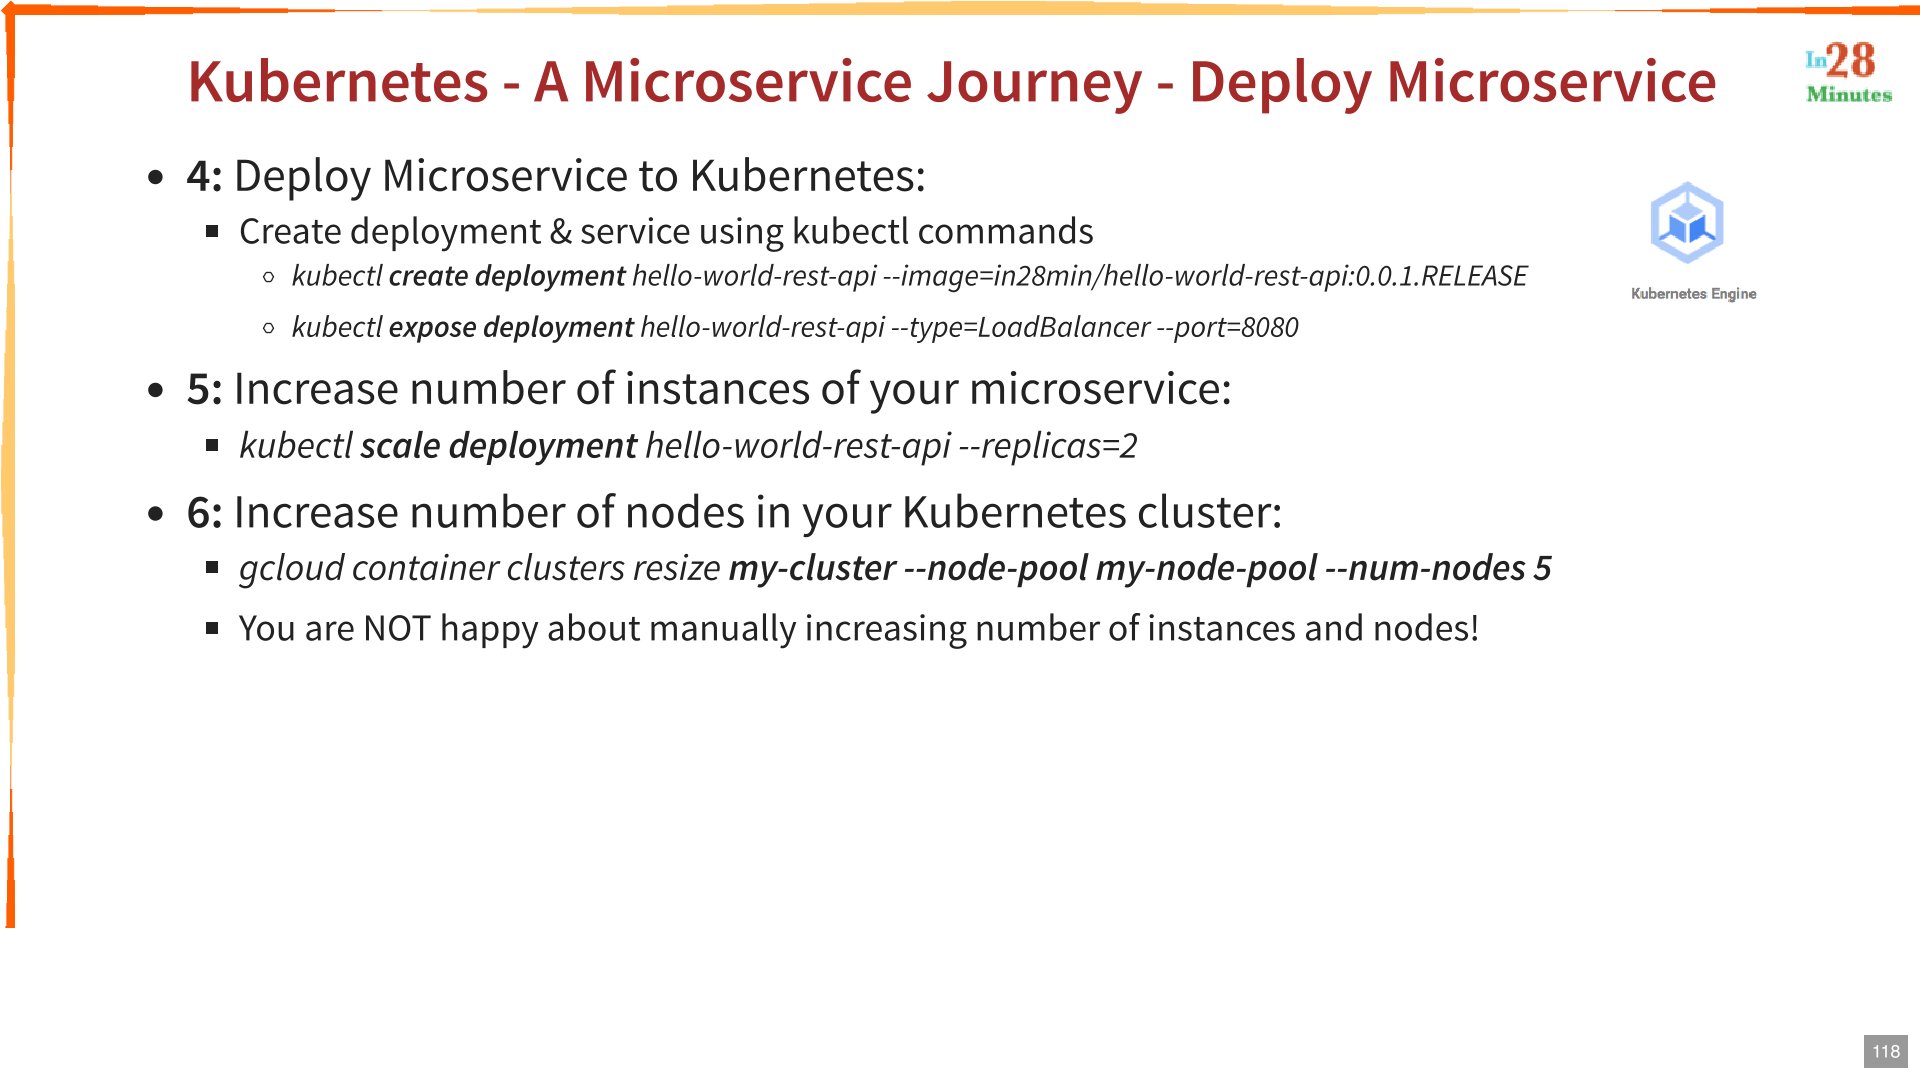 Kubernetes - A Microservice Journey - Deploy Microservice
In28
Minutes
4: Deploy Microservice to Kubernetes:
Create deployment & service using kubectl commands
kubectl create deployment hello-world-rest-api --image=in28min/hello-world-rest-api:0.0.1.RELEASE
kubectl expose deployment hello-world-rest-api --type=LoadBalancer --port=8080
Kubernetes Engine
5: Increase number of instances of your microservice:
kubectl scale deployment hello-world-rest-api --replicas=2
6: Increase number of nodes in your Kubernetes cluster:
gcloud container clusters resize my-cluster --node-pool my-node-pool --num-nodes 5
You are NOT happy about manually increasing number of instances and nodes!
118